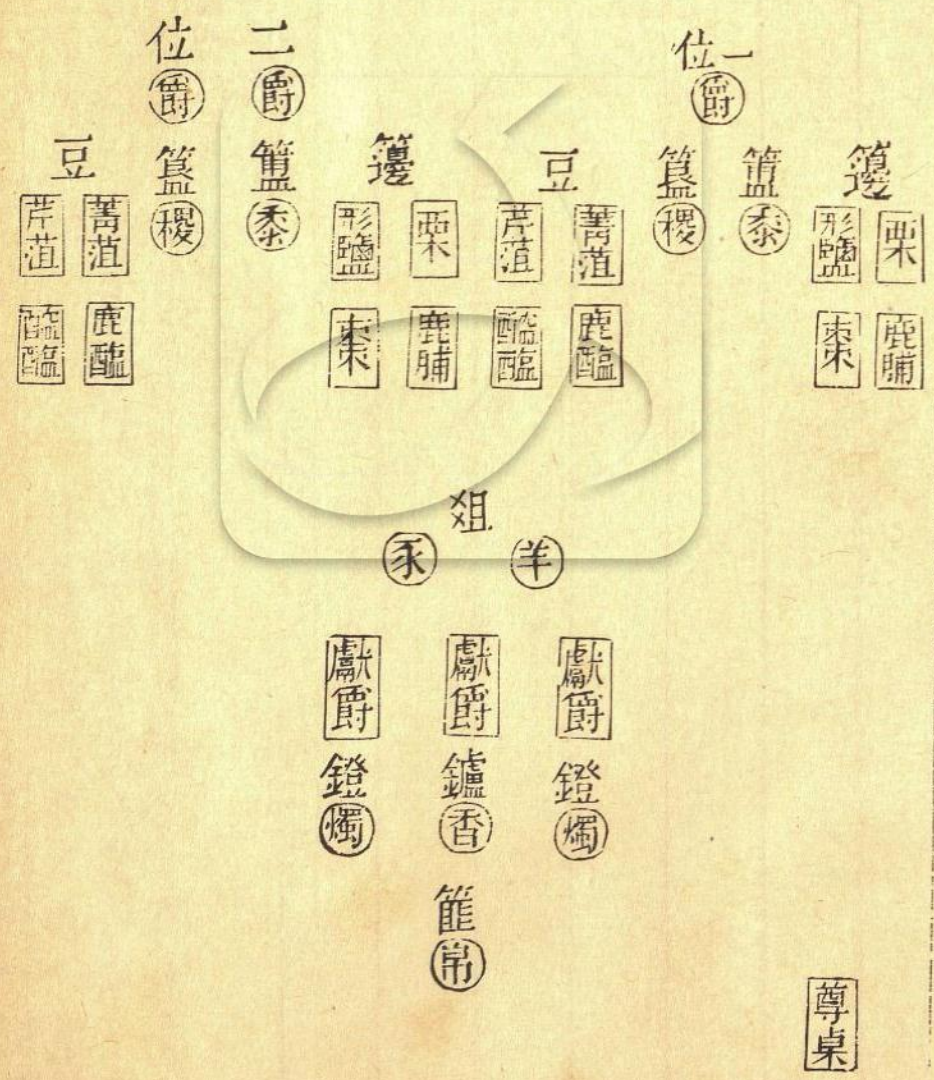 一位
爵
籩
簠
簋
豆
黍
稷
栗
形鹽
菁菹
芹菹
鹿脯
棗
鹿醢
醓醢
二位
爵
爵
籩
簠
簋
豆
黍
稷
栗
形鹽
菁菹
芹菹
鹿脯
棗
鹿醢
醓醢
俎
羊
豕
獻爵
獻爵
獻爵
鐙
鑪
鐙
燭
香
燭
篚
帛
尊桌